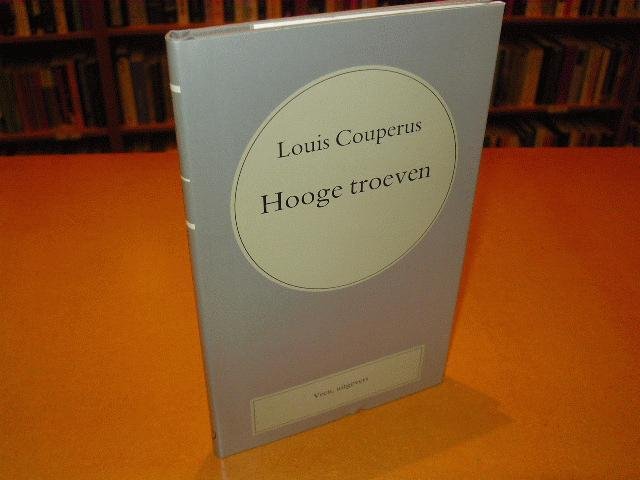 Louis Couperus
Hooge troeven
Veen, uitgevers